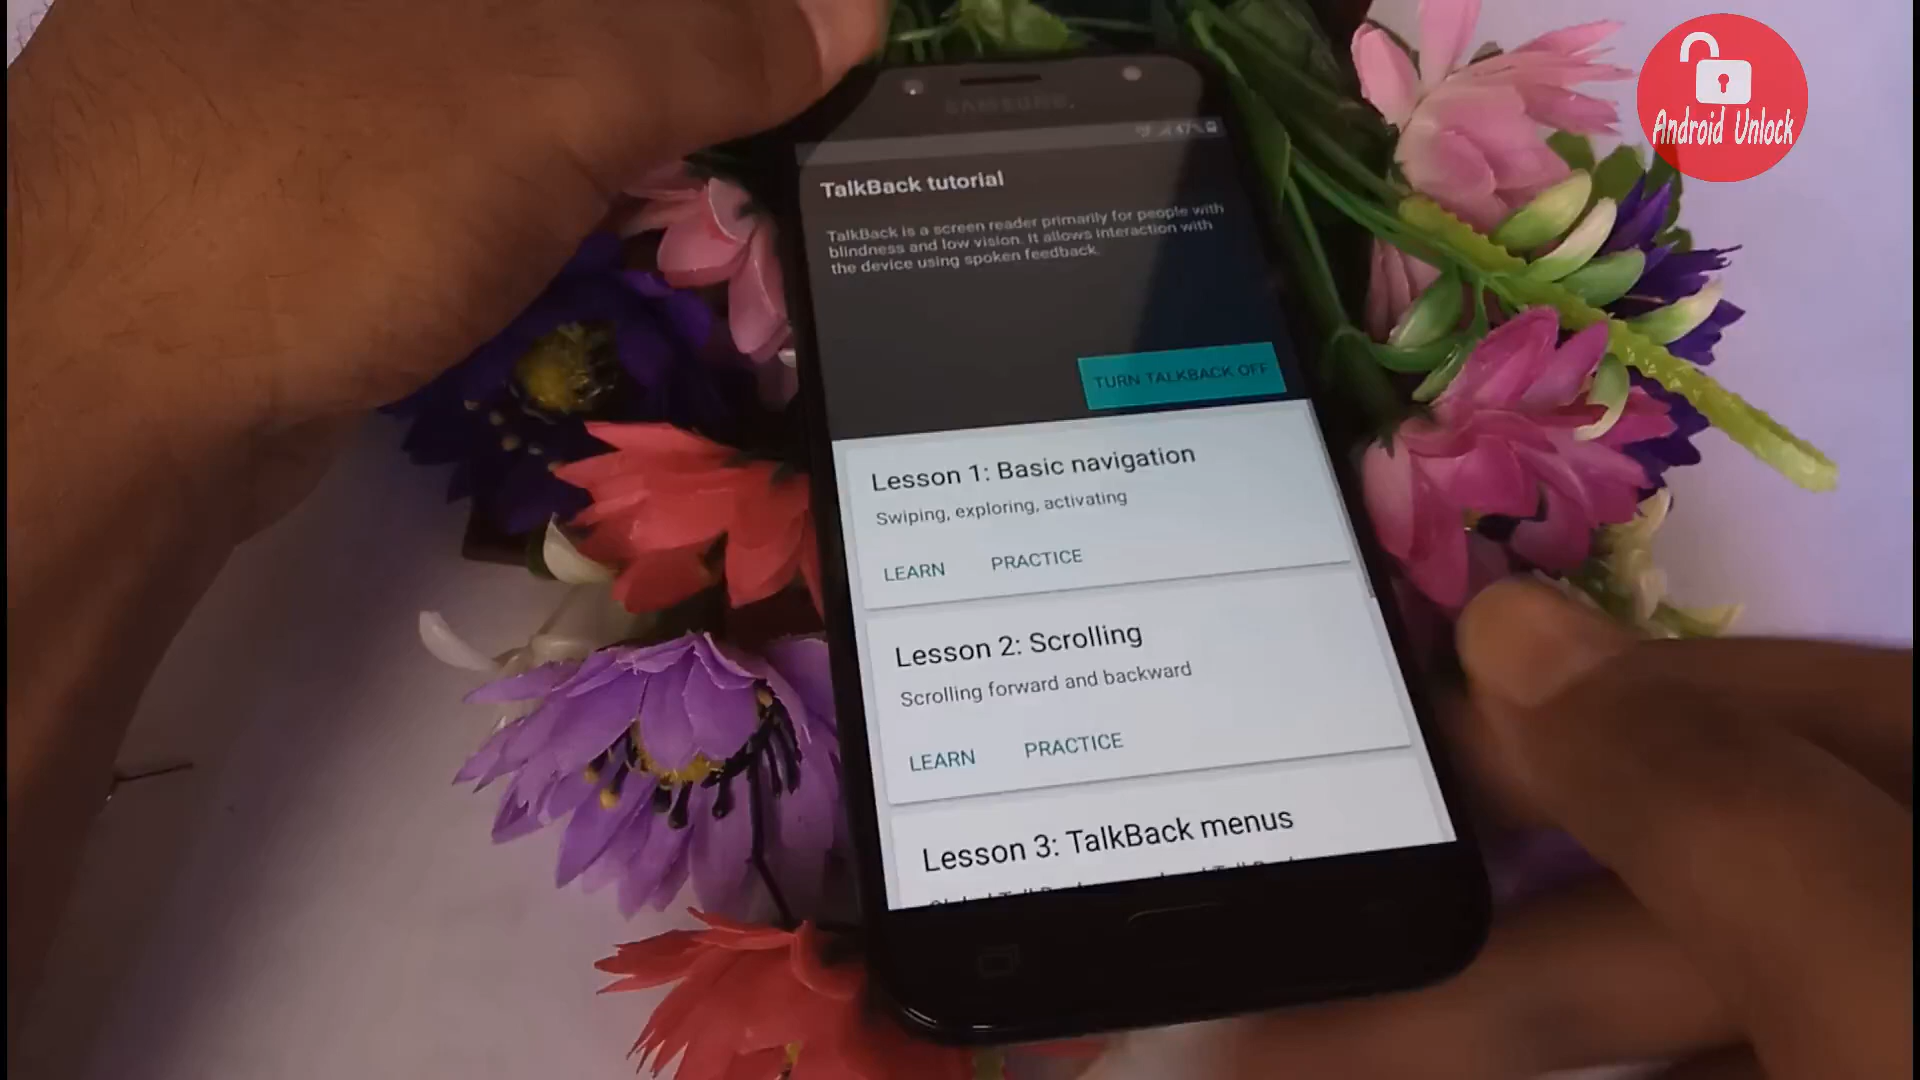 Android Unlock
SAMSUNG
47%
TalkBack tutorial
TalkBack is a screen reader primarily for people with
blindness and low vision. It allows interaction with
the device using spoken feedback.
TURN TALKBACK OFF
Lesson 1: Basic navigation
Swiping, exploring, activating
LEARN PRACTICE
Lesson 2: Scrolling
Scrolling forward and backward
LEARN PRACTICE
Lesson 3: TalkBack menus